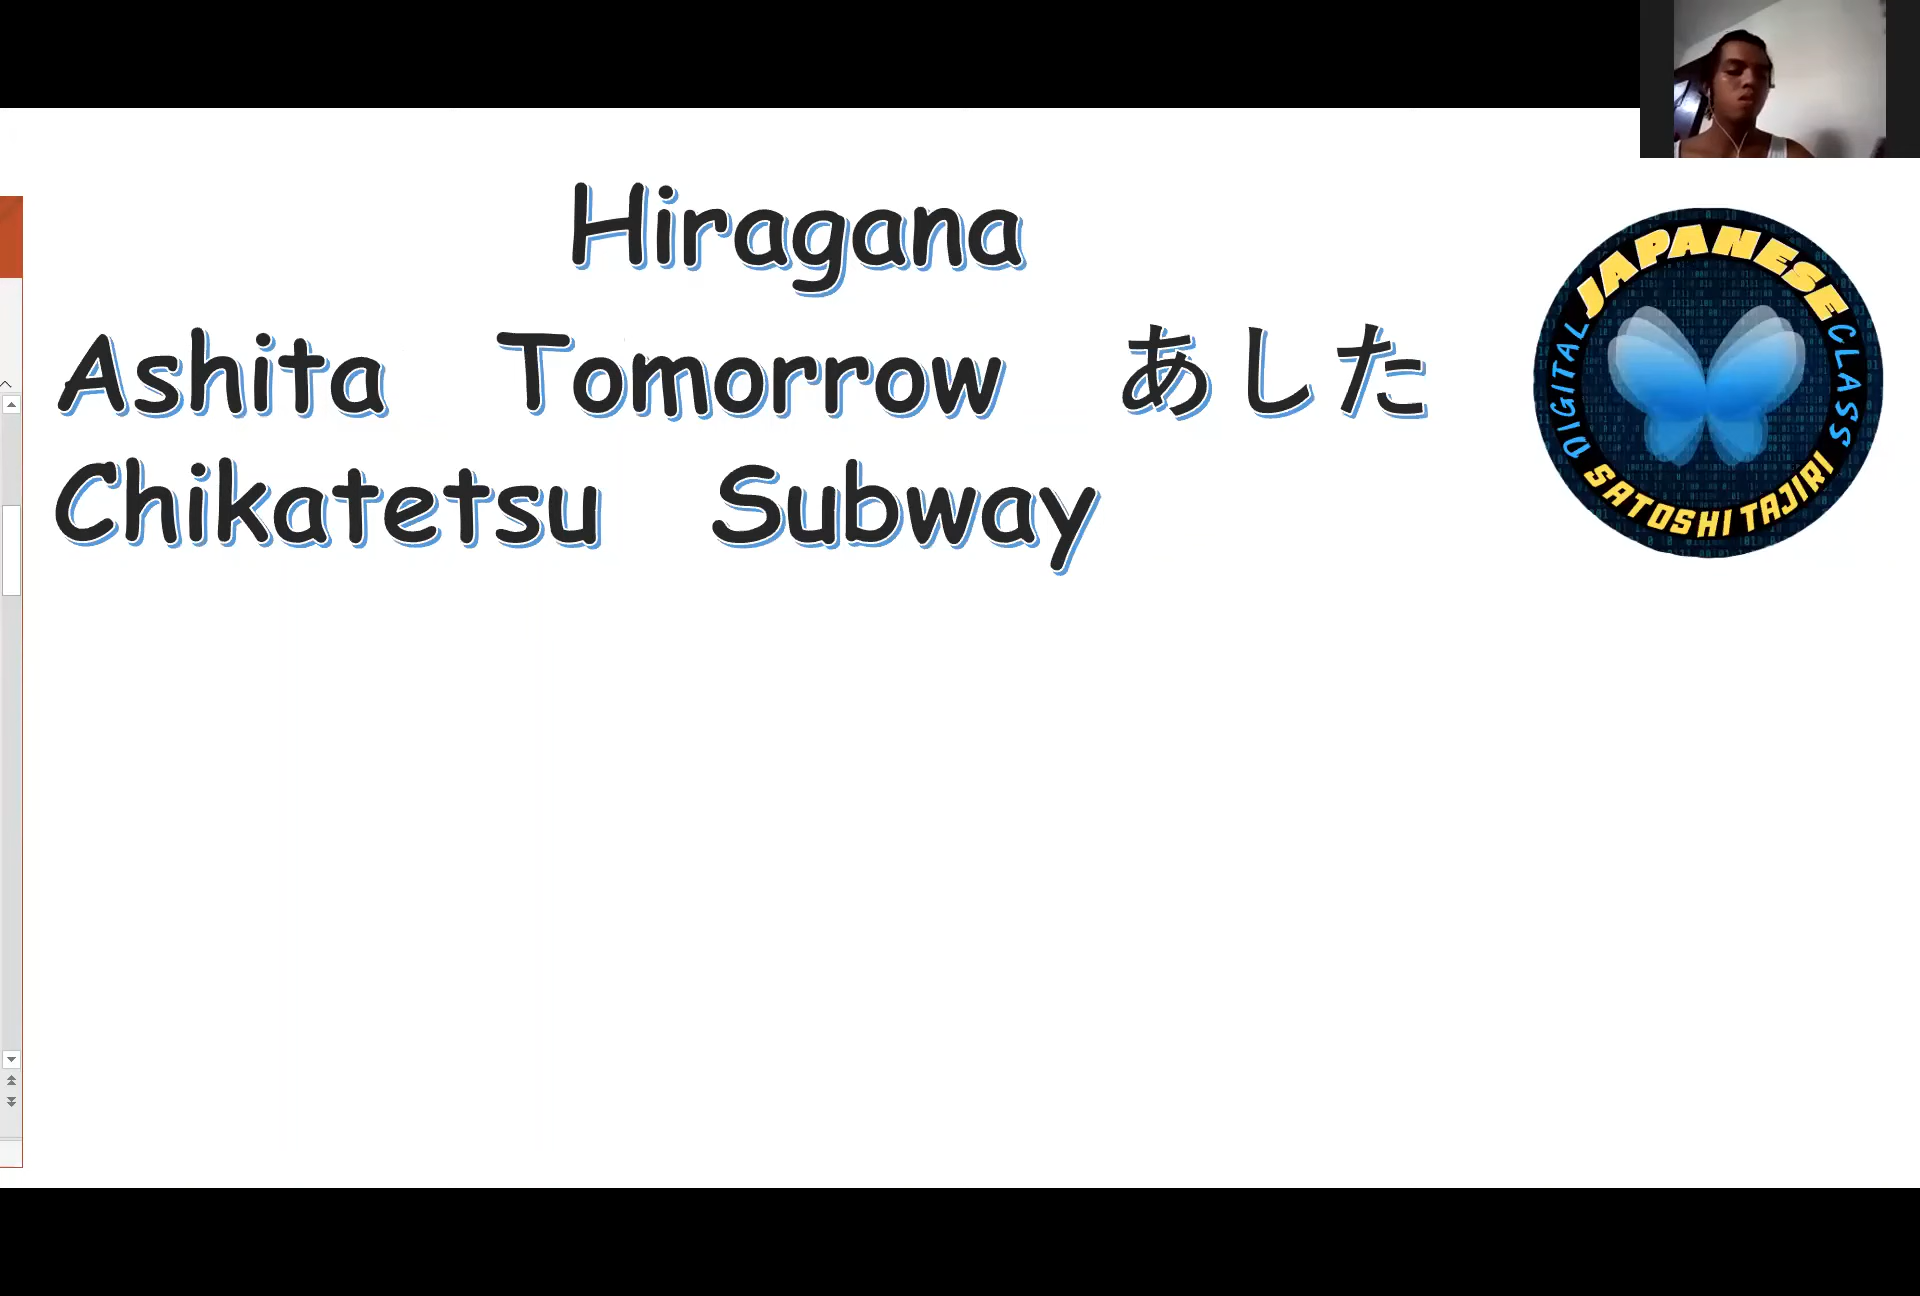 Hiragana
Ashita Tomorrow あした
Chikatetsu Subway
DIGITAL JAPANESE CLASS
SATOSHI TAJIRI